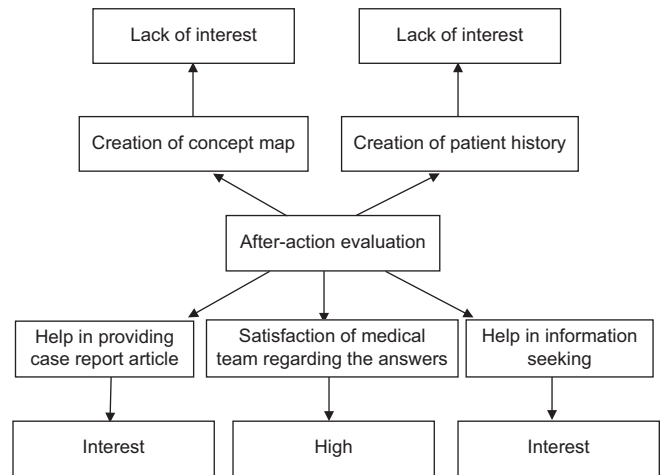 Lack of interest
Lack of interest
Creation of concept map
Creation of patient history
After-action evaluation
Help in providing
case report article
Satisfaction of medical
team regarding the answers
Help in information
seeking
Interest
High
Interest